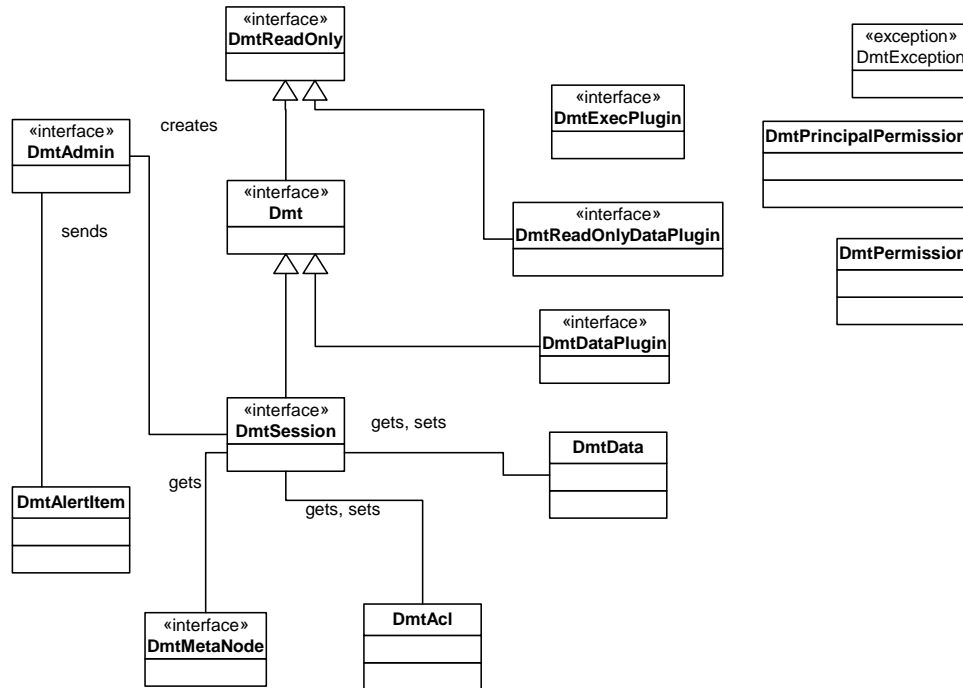 «interface»
DmtReadOnly
«exception»
DmtException
«interface»
DmtExecPlugin
creates
«interface»
DmtAdmin
DmtPrincipalPermission
«interface»
Dmt
«interface»
DmtReadOnlyDataPlugin
sends
DmtPermission
«interface»
DmtDataPlugin
«interface»
DmtSession
gets, sets
DmtData
gets
DmtAlertItem
gets, sets
«interface»
DmtMetaNode
DmtAcl